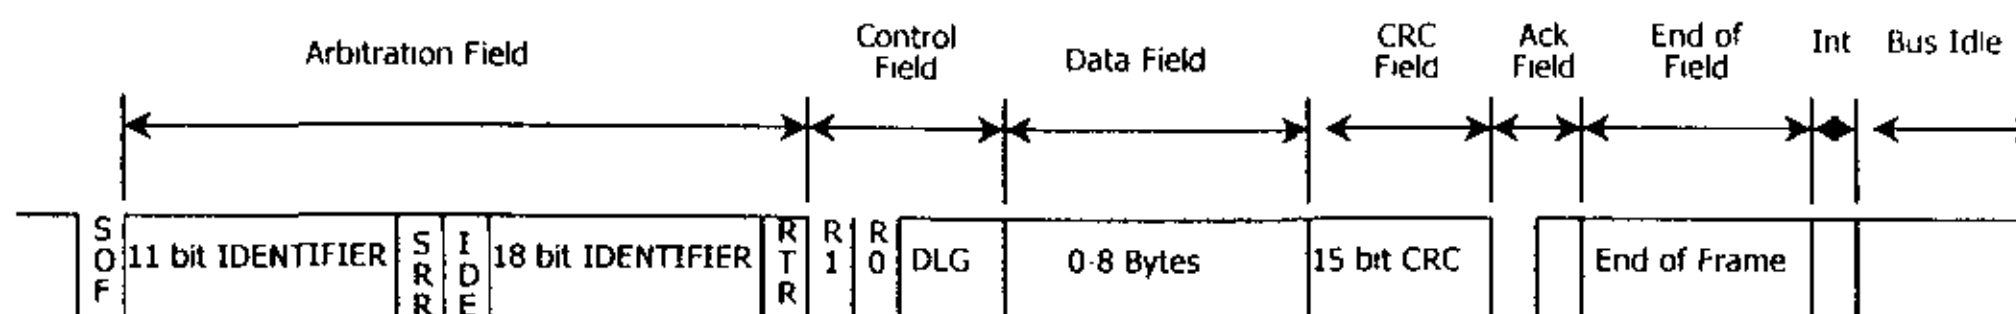 Arbitration Field
Control
Field
Data Field
CRC
Field
Ack
Field
End of
Field
Int
Bus Idle
SOF
11 bit IDENTIFIER
SRR
IDE
18 bit IDENTIFIER
RTR
R1
R0
DLG
0-8 Bytes
15 bit CRC
End of Frame